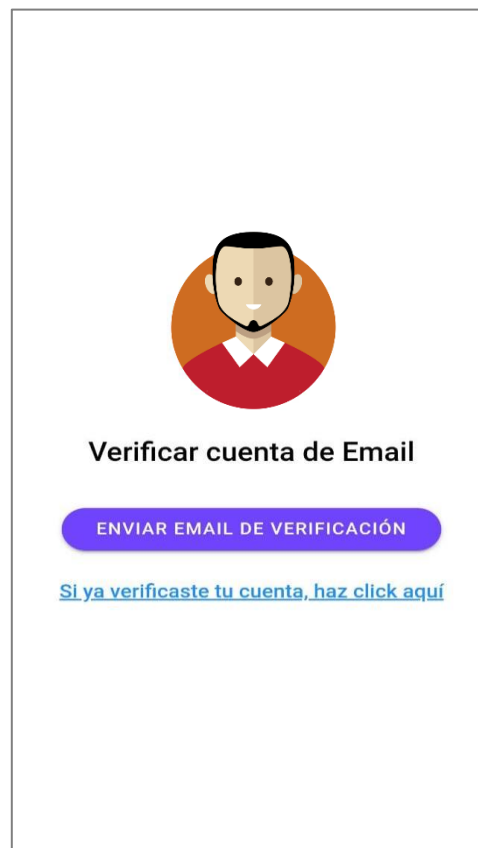 Verificar cuenta de Email
ENVIAR EMAIL DE VERIFICACIÓN
Si ya verificaste tu cuenta, haz click aquí